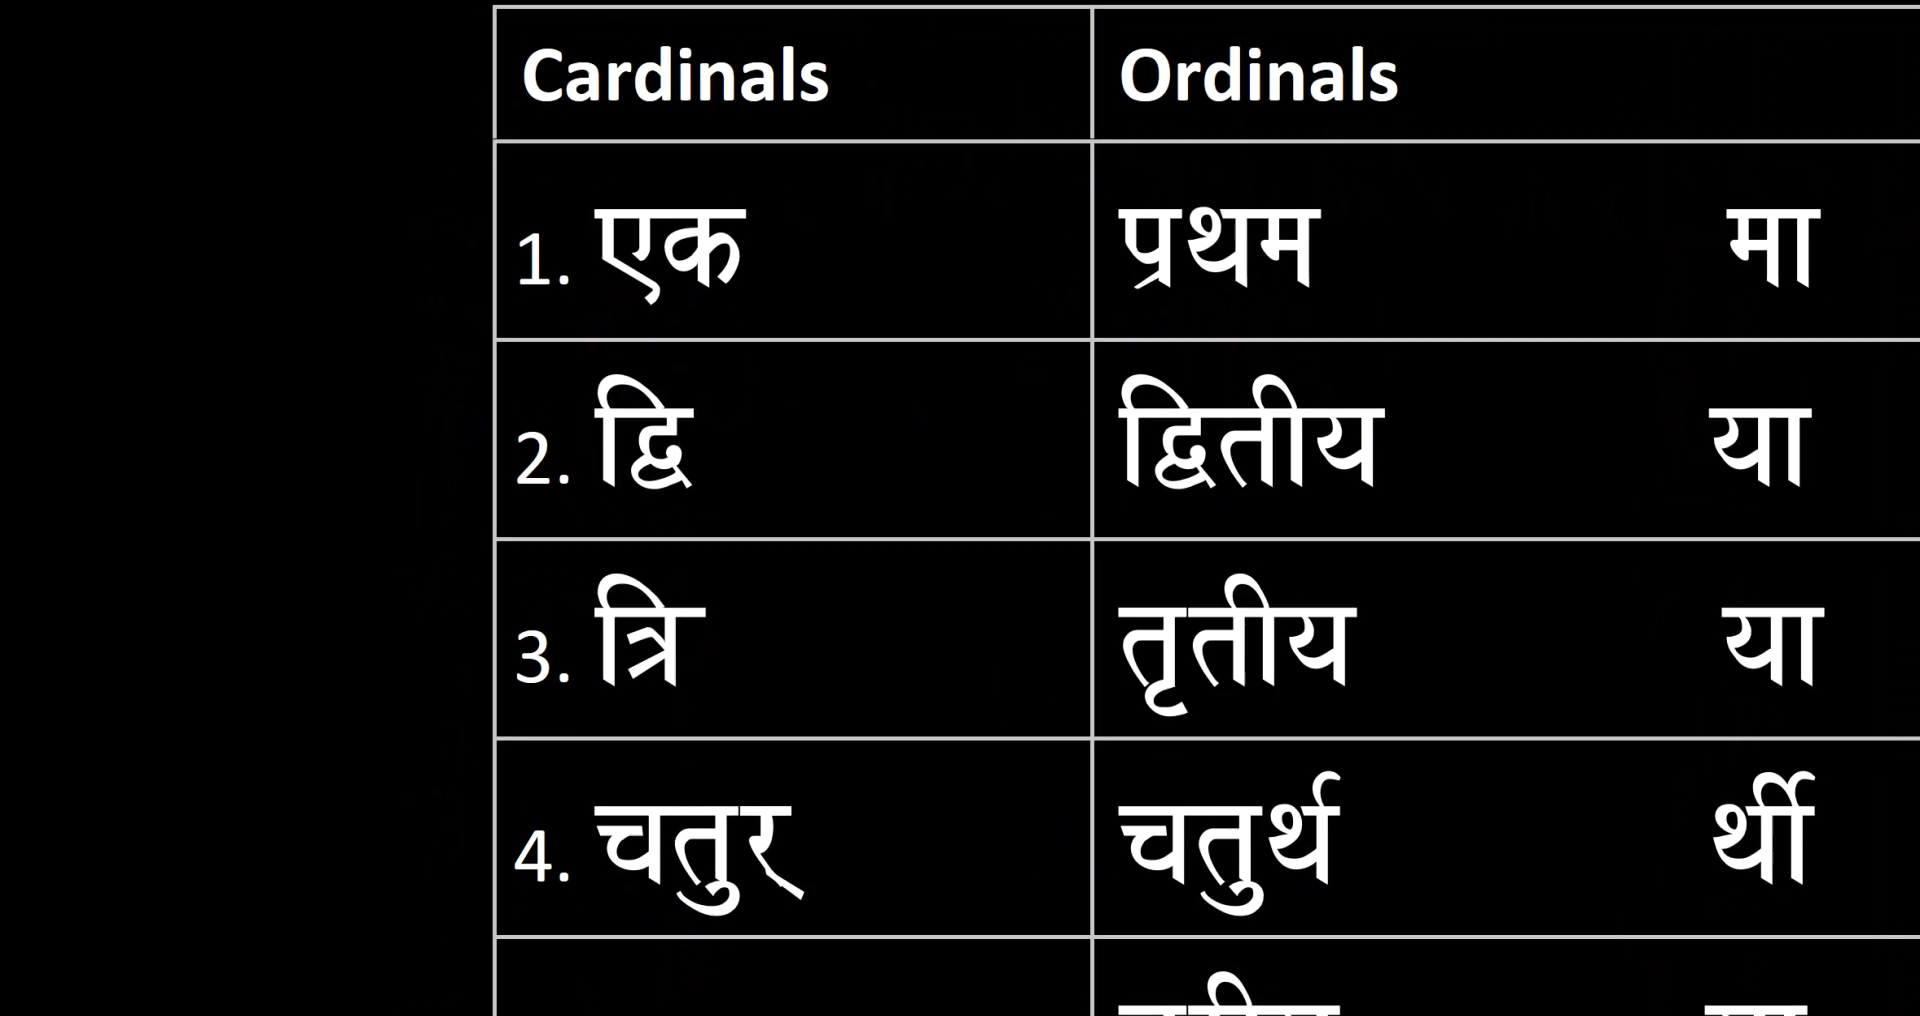 Cardinals Ordinals
1. एक प्रथम मा
2. द्वि द्वितीय या
3. त्रि तृतीय या
4. चतुर् चतुर्थ र्थी